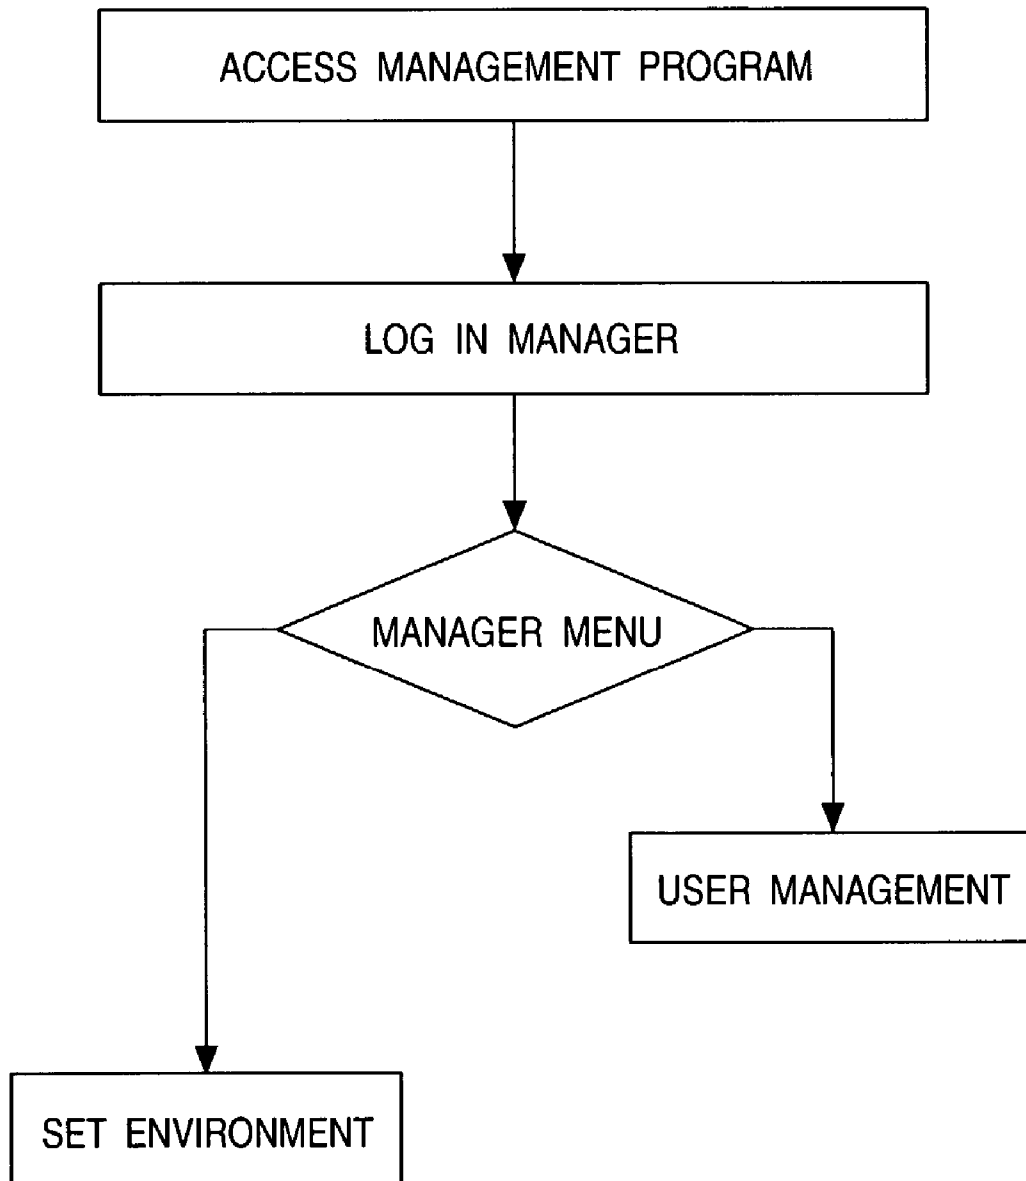 ACCESS MANAGEMENT PROGRAM
LOG IN MANAGER
MANAGER MENU
USER MANAGEMENT
SET ENVIRONMENT